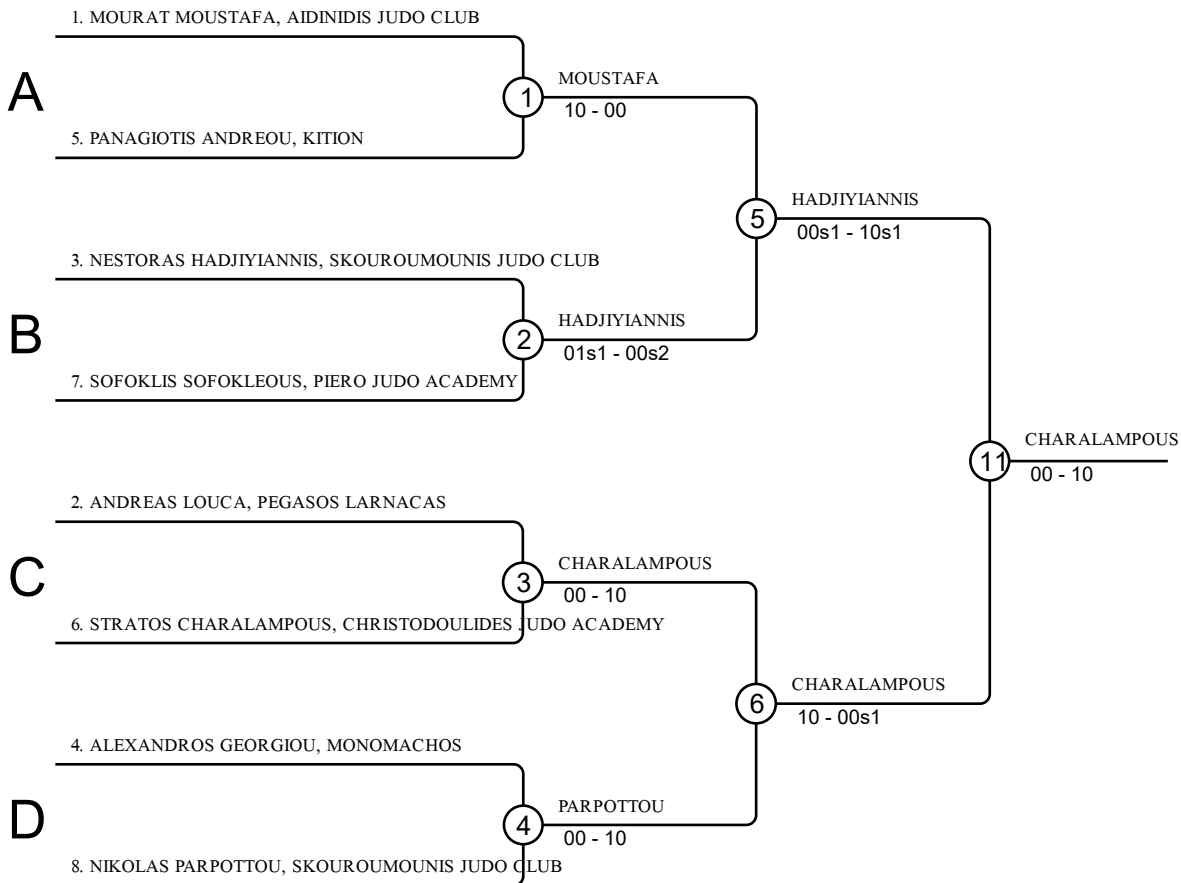 1. MOURAT MOUSTAFA, AIDINIDIS JUDO CLUB
A
1
MOUSTAFA
10 - 00
5. PANAGIOTIS ANDREOU, KITION
5
HADJIYIANNIS
00s1 - 10s1
3. NESTORAS HADJIYIANNIS, SKOUROUMOUNIS JUDO CLUB
B
2
HADJIYIANNIS
01s1 - 00s2
7. SOFOKLIS SOFOKLEOUS, PIERO JUDO ACADEMY
11
CHARALAMPOUS
00 - 10
2. ANDREAS LOUCA, PEGASOS LARNACAS
C
3
CHARALAMPOUS
00 - 10
6. STRATOS CHARALAMPOUS, CHRISTODOULIDES JUDO ACADEMY
6
CHARALAMPOUS
10 - 00s1
4. ALEXANDROS GEORGIOU, MONOMACHOS
D
4
PARPOTTOU
00 - 10
8. NIKOLAS PARPOTTOU, SKOUROUMOUNIS JUDO CLUB